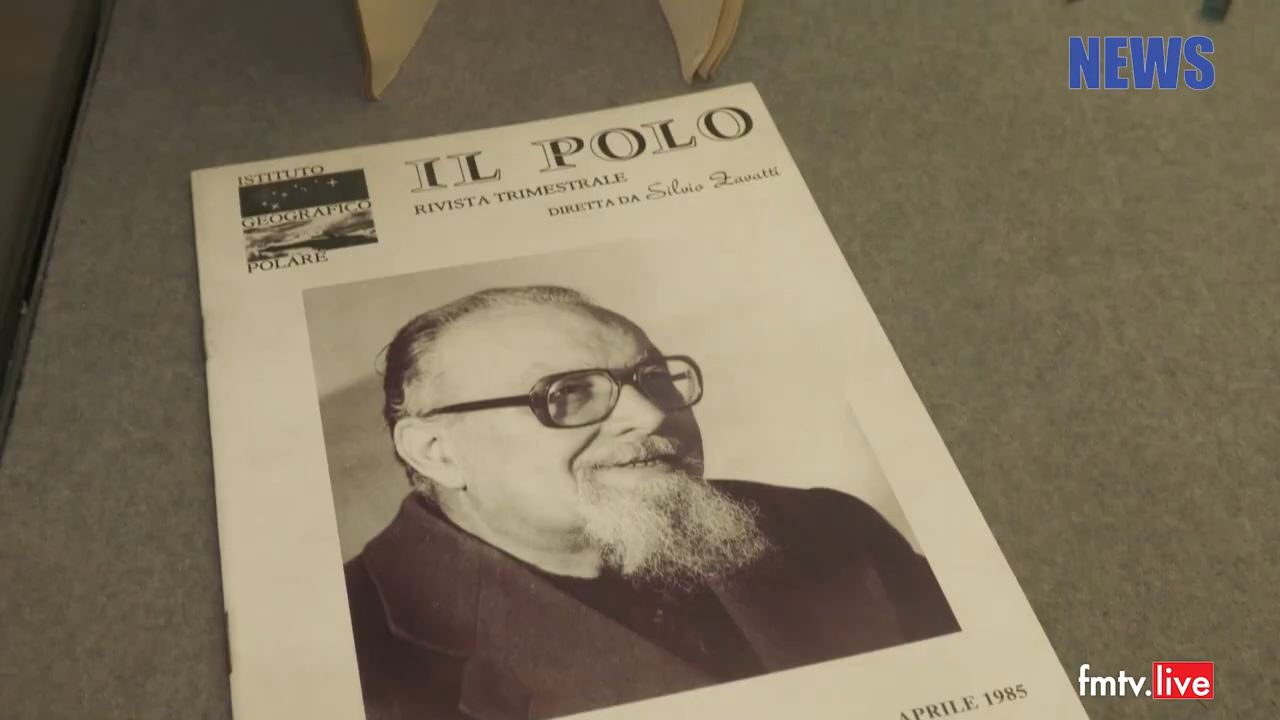 NEWS
IL POLO
RIVISTA TRIMESTRALE
DIRETTA DA Silvio Zavatti
ISTITUTO
GEOGRAFICO
POLARE
APRILE 1985
fmtv.live